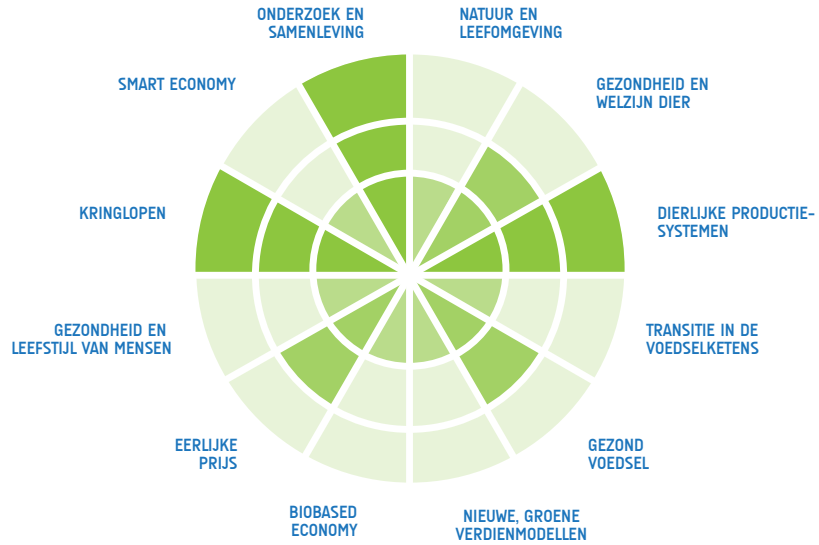 ONDERZOEK EN
SAMENLEVING
NATUUR EN
LEEFOMGEVING
GEZONDHEID EN
WELZIJN DIER
DIERLIJKE PRODUCTIE-
SYSTEMEN
TRANSITIE IN DE
VOEDSELKETENS
GEZOND
VOEDSEL
NIEUWE, GROENE
VERDIENMODELLEN
BIOBASED
ECONOMY
EERLIJKE
PRIJS
GEZONDHEID EN
LEEFSTIJL VAN MENSEN
KRINGLOPEN
SMART ECONOMY